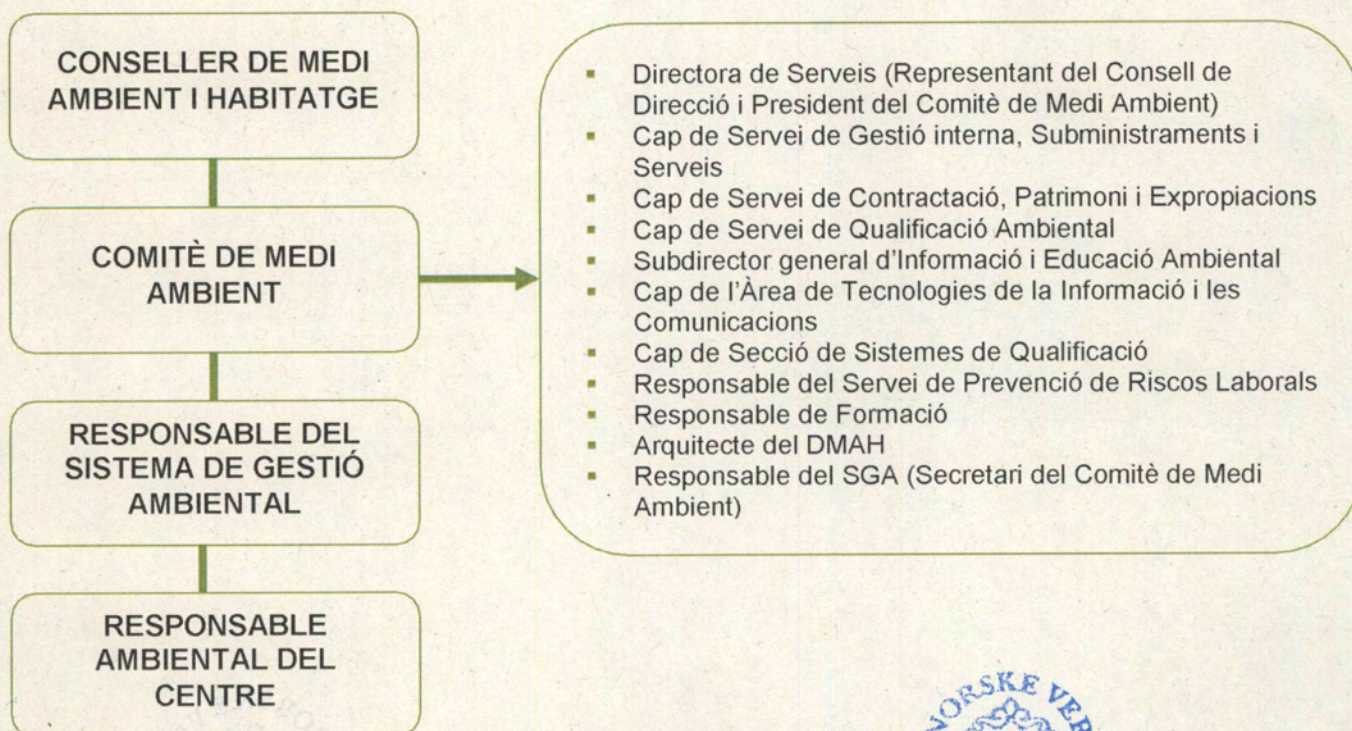 CONSELLER DE MEDI
AMBIENT I HABITATGE
COMITÈ DE MEDI
AMBIENT
RESPONSABLE DEL
SISTEMA DE GESTIÓ
AMBIENTAL
RESPONSABLE
AMBIENTAL DEL
CENTRE
▪ Directora de Serveis (Representant del Consell de
Direcció i President del Comitè de Medi Ambient)
▪ Cap de Servei de Gestió interna, Subministraments i
Serveis
▪ Cap de Servei de Contractació, Patrimoni i Expropiacions
▪ Cap de Servei de Qualificació Ambiental
▪ Subdirector general d'Informació i Educació Ambiental
▪ Cap de l'Àrea de Tecnologies de la Informació i les
Comunicacions
▪ Cap de Secció de Sistemes de Qualificació
▪ Responsable del Servei de Prevenció de Riscos Laborals
▪ Responsable de Formació
▪ Arquitecte del DMAH
▪ Responsable del SGA (Secretari del Comitè de Medi
Ambient)
NORSKE VER